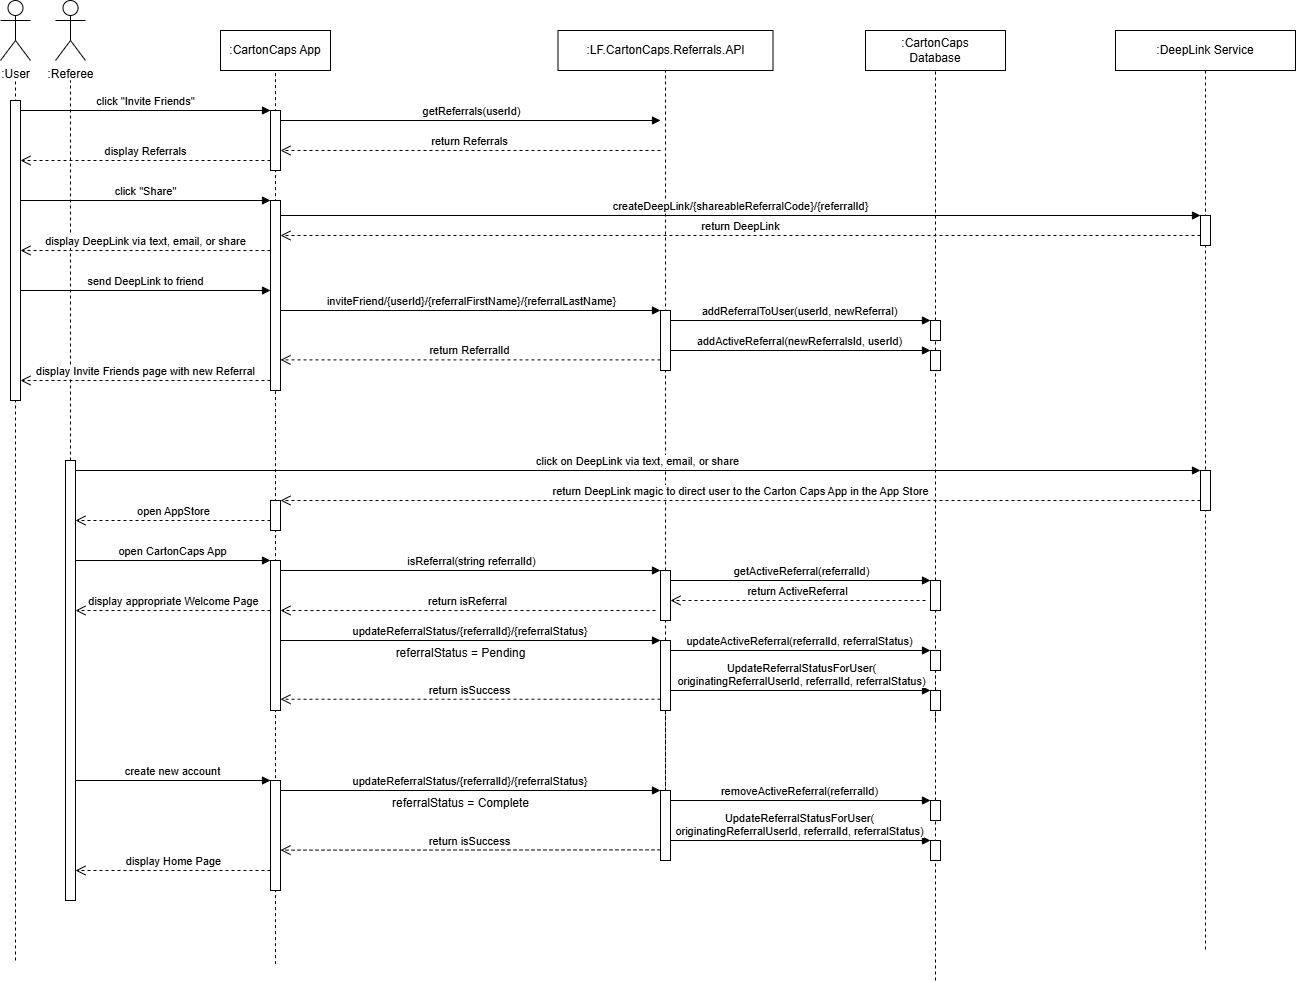 :User
:Referee
:CartonCaps App
:LF.CartonCaps.Referrals.API
:CartonCaps
Database
:DeepLink Service
click "Invite Friends"
getReferrals(userId)
return Referrals
display Referrals
click "Share"
createDeepLink/{shareableReferralCode}/{referralId}
return DeepLink
display DeepLink via text, email, or share
send DeepLink to friend
inviteFriend/{userId}/{referralFirstName}/{referralLastName}
addReferralToUser(userId, newReferral)
addActiveReferral(newReferralsId, userId)
return ReferralId
display Invite Friends page with new Referral
click on DeepLink via text, email, or share
return DeepLink magic to direct user to the Carton Caps App in the App Store
open AppStore
open CartonCaps App
isReferral(string referralId)
getActiveReferral(referralId)
return ActiveReferral
return isReferral
display appropriate Welcome Page
updateReferralStatus/{referralId}/{referralStatus}
referralStatus = Pending
updateActiveReferral(referralId, referralStatus)
UpdateReferralStatusForUser(
originatingReferralUserId, referralId, referralStatus)
return isSuccess
create new account
updateReferralStatus/{referralId}/{referralStatus}
referralStatus = Complete
removeActiveReferral(referralId)
UpdateReferralStatusForUser(
originatingReferralUserId, referralId, referralStatus)
return isSuccess
display Home Page